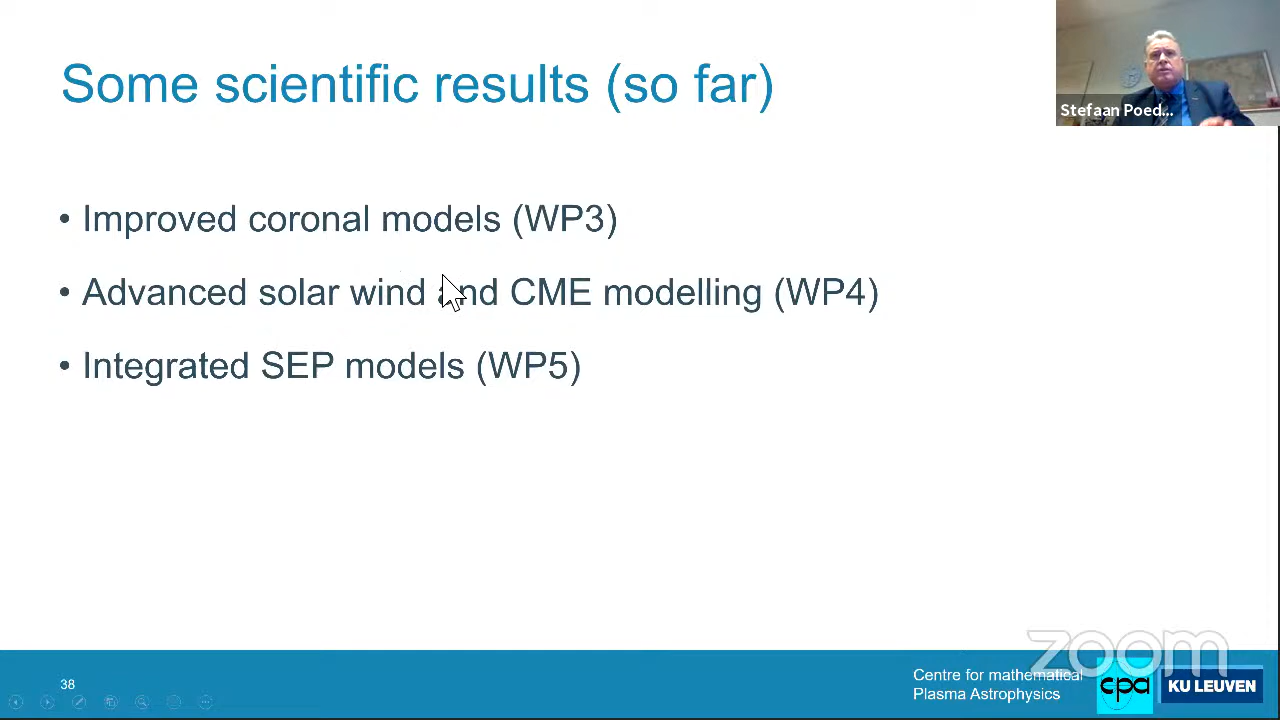 Some scientific results (so far)
Stefaan Poed...
• Improved coronal models (WP3)
• Advanced solar wind and CME modelling (WP4)
• Integrated SEP models (WP5)
zoom
38
Centre for mathematical
Plasma Astrophysics
cpa
KU LEUVEN